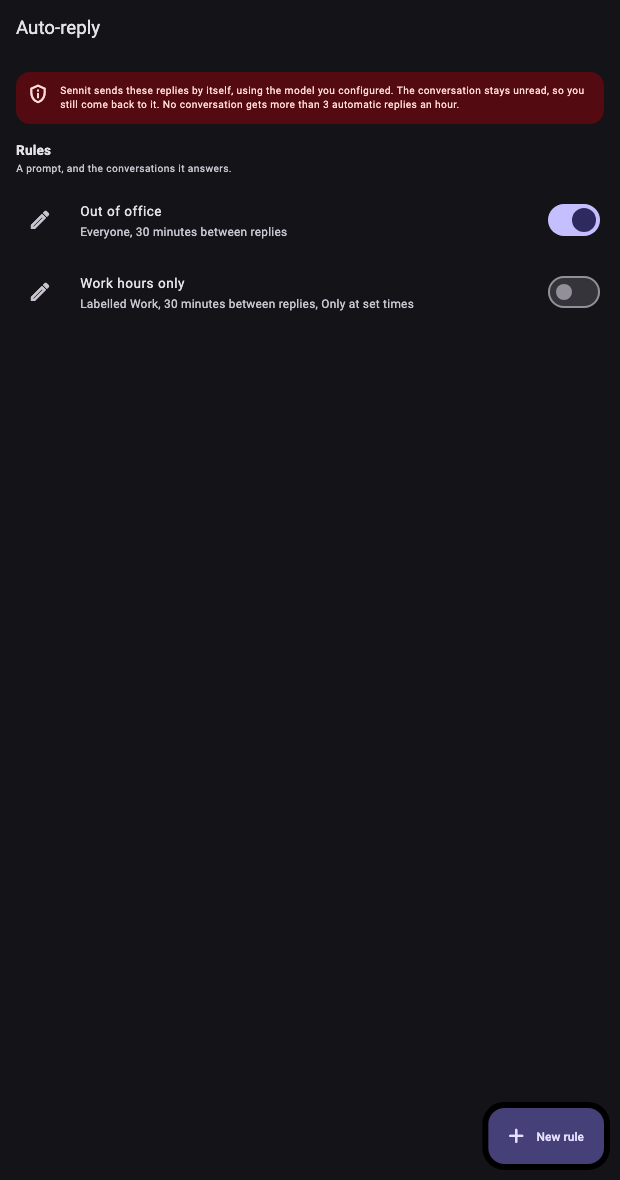 Auto-reply
Sennit sends these replies by itself, using the model you configured. The conversation stays unread, so you
still come back to it. No conversation gets more than 3 automatic replies an hour.
Rules
A prompt, and the conversations it answers.
Out of office
Everyone, 30 minutes between replies
Work hours only
Labelled Work, 30 minutes between replies, Only at set times
New rule